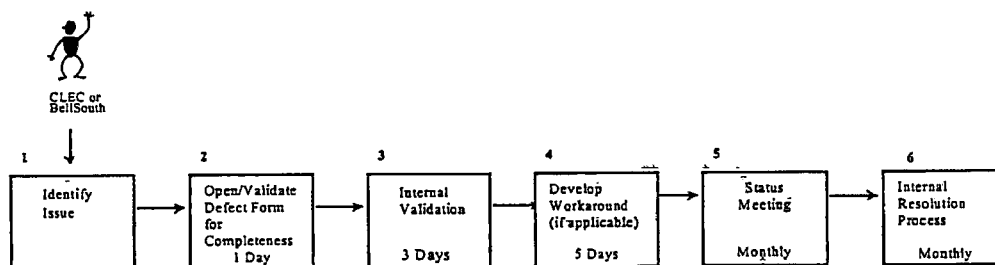 CLEC or
BellSouth
1
Identify
Issue
2
Open/Validate
Defect Form
for
Completeness
1 Day
3
Internal
Validation
3 Days
4
Develop
Workaround
(if applicable)
5 Days
5
Status
Meeting
Monthly
6
Internal
Resolution
Process
Monthly